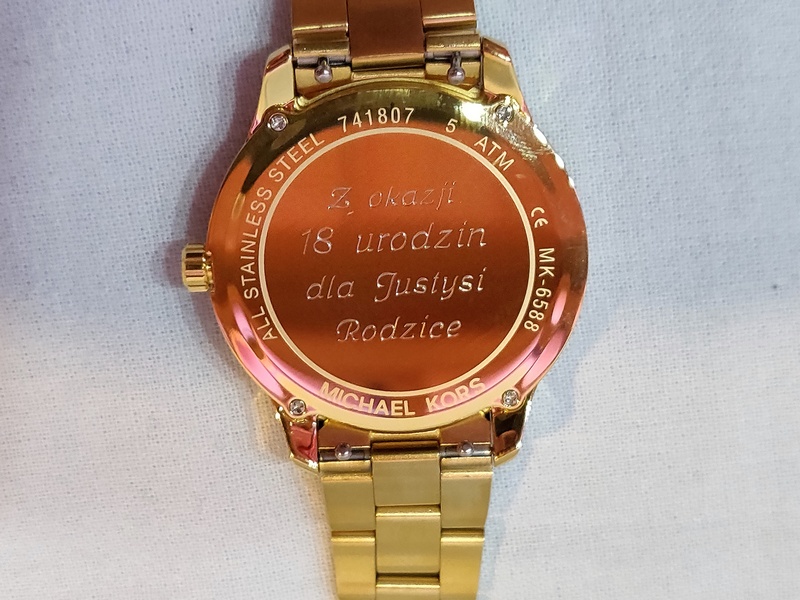 ALL STAINLESS STEEL 741807 5 ATM CE MK-6588
Z okazji
18 urodzin
dla Justysi
Rodzice
MICHAEL KORS